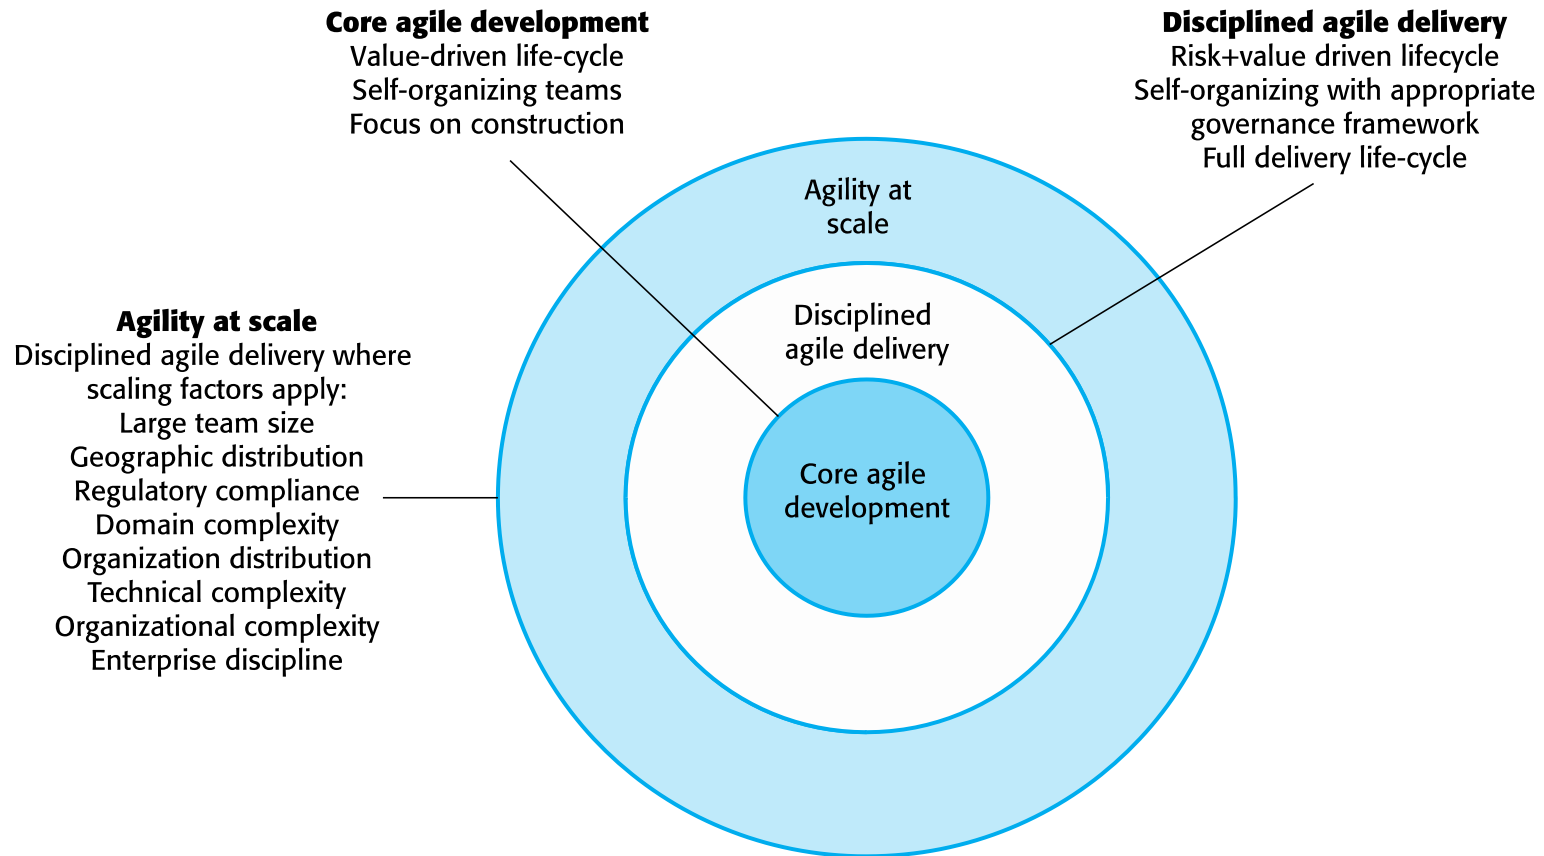 Core agile development
Value-driven life-cycle
Self-organizing teams
Focus on construction
Disciplined agile delivery
Risk+value driven lifecycle
Self-organizing with appropriate
governance framework
Full delivery life-cycle
Agility at scale
Disciplined agile delivery where
scaling factors apply:
Large team size
Geographic distribution
Regulatory compliance
Domain complexity
Organization distribution
Technical complexity
Organizational complexity
Enterprise discipline
Agility at
scale
Disciplined
agile delivery
Core agile
development